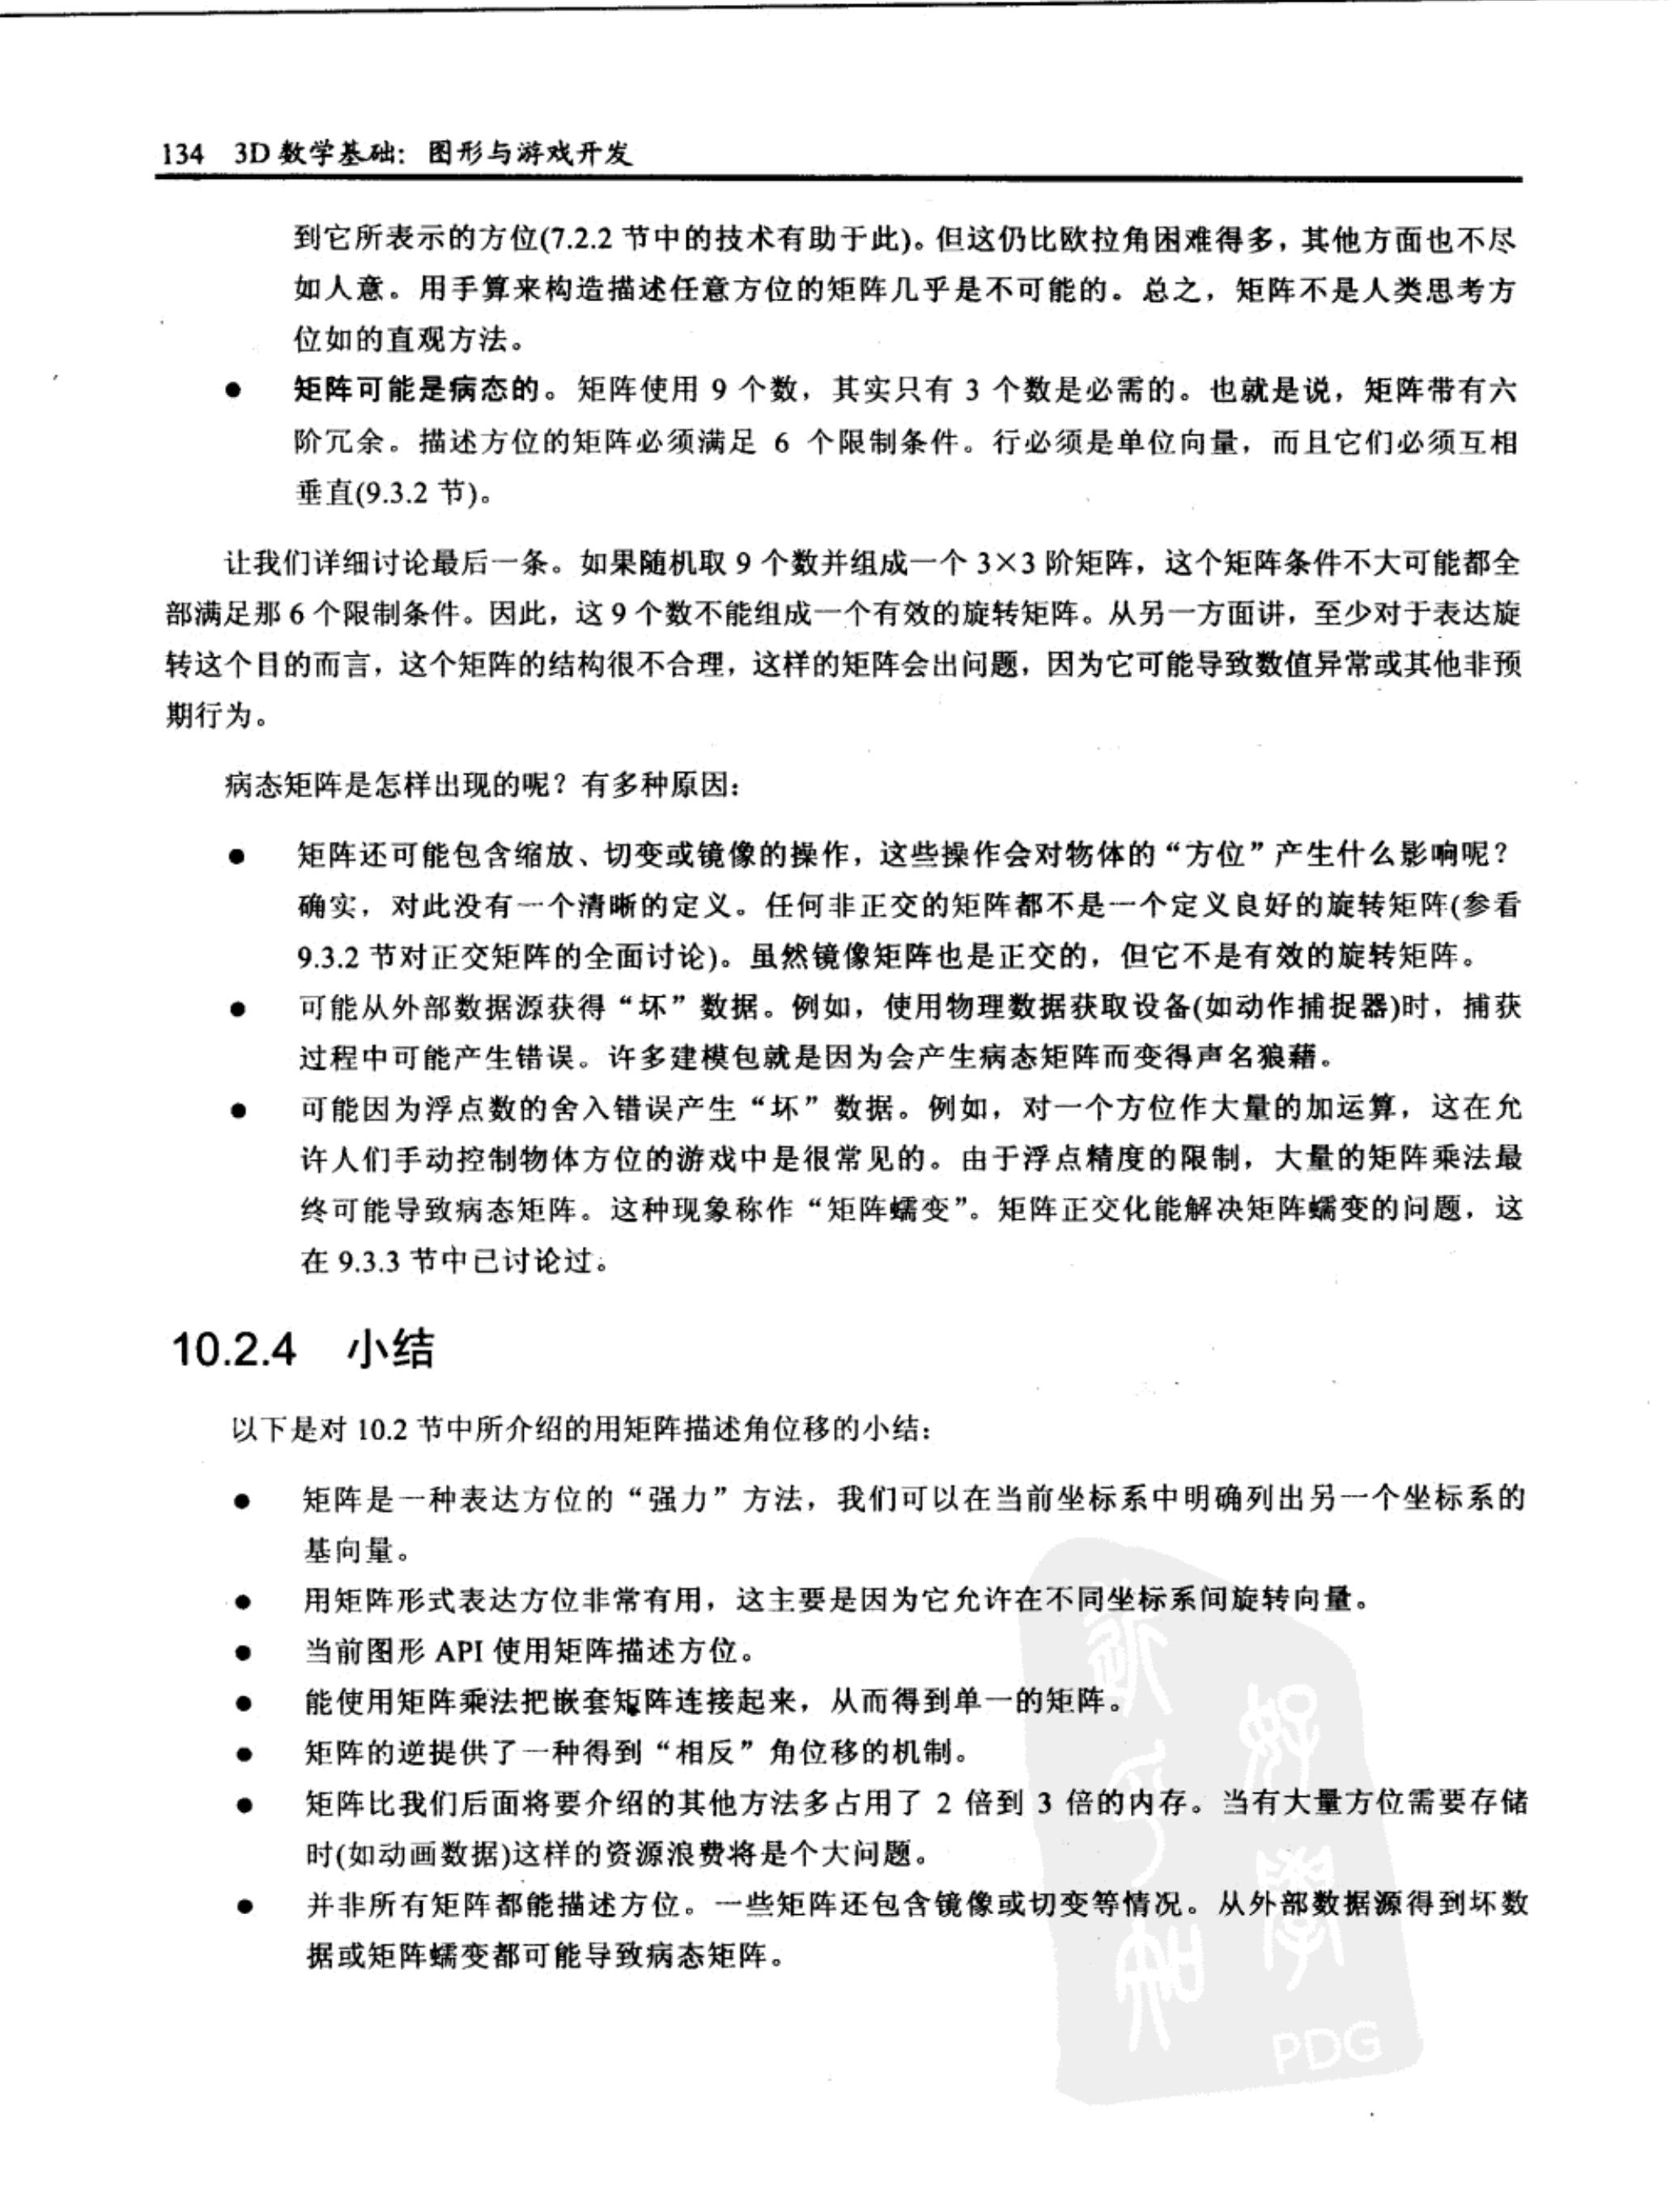 134 3D 数学基础：图形与游戏开发
到它所表示的方位(7.2.2 节中的技术有助于此)。但这仍比欧拉角困难得多，其他方面也不尽
如人意。用手算来构造描述任意方位的矩阵几乎是不可能的。总之，矩阵不是人类思考方
位如的直观方法。
● 矩阵可能是病态的。矩阵使用 9 个数，其实只有 3 个数是必需的。也就是说，矩阵带有六
阶冗余。描述方位的矩阵必须满足 6 个限制条件。行必须是单位向量，而且它们必须互相
垂直(9.3.2 节)。
让我们详细讨论最后一条。如果随机取 9 个数并组成一个 3×3 阶矩阵，这个矩阵条件不大可能都全
部满足那 6 个限制条件。因此，这 9 个数不能组成一个有效的旋转矩阵。从另一方面讲，至少对于表达旋
转这个目的而言，这个矩阵的结构很不合理，这样的矩阵会出问题，因为它可能导致数值异常或其他非预
期行为。
病态矩阵是怎样出现的呢？有多种原因：
● 矩阵还可能包含缩放、切变或镜像的操作，这些操作会对物体的“方位”产生什么影响呢？
确实，对此没有一个清晰的定义。任何非正交的矩阵都不是一个定义良好的旋转矩阵(参看
9.3.2 节对正交矩阵的全面讨论)。虽然镜像矩阵也是正交的，但它不是有效的旋转矩阵。
● 可能从外部数据源获得“坏”数据。例如，使用物理数据获取设备(如动作捕捉器)时，捕获
过程中可能产生错误。许多建模包就是因为会产生病态矩阵而变得声名狼藉。
● 可能因为浮点数的舍入错误产生“坏”数据。例如，对一个方位作大量的加运算，这在允
许人们手动控制物体方位的游戏中是很常见的。由于浮点精度的限制，大量的矩阵乘法最
终可能导致病态矩阵。这种现象称作“矩阵蠕变”。矩阵正交化能解决矩阵蠕变的问题，这
在 9.3.3 节中已讨论过。
10.2.4 小结
以下是对 10.2 节中所介绍的用矩阵描述角位移的小结：
● 矩阵是一种表达方位的“强力”方法，我们可以在当前坐标系中明确列出另一个坐标系的
基向量。
● 用矩阵形式表达方位非常有用，这主要是因为它允许在不同坐标系间旋转向量。
● 当前图形 API 使用矩阵描述方位。
● 能使用矩阵乘法把嵌套矩阵连接起来，从而得到单一的矩阵。
● 矩阵的逆提供了一种得到“相反”角位移的机制。
● 矩阵比我们后面将要介绍的其他方法多占用了 2 倍到 3 倍的内存。当有大量方位需要存储
时(如动画数据)这样的资源浪费将是个大问题。
● 并非所有矩阵都能描述方位。一些矩阵还包含镜像或切变等情况。从外部数据源得到坏数
据或矩阵蠕变都可能导致病态矩阵。
PDG